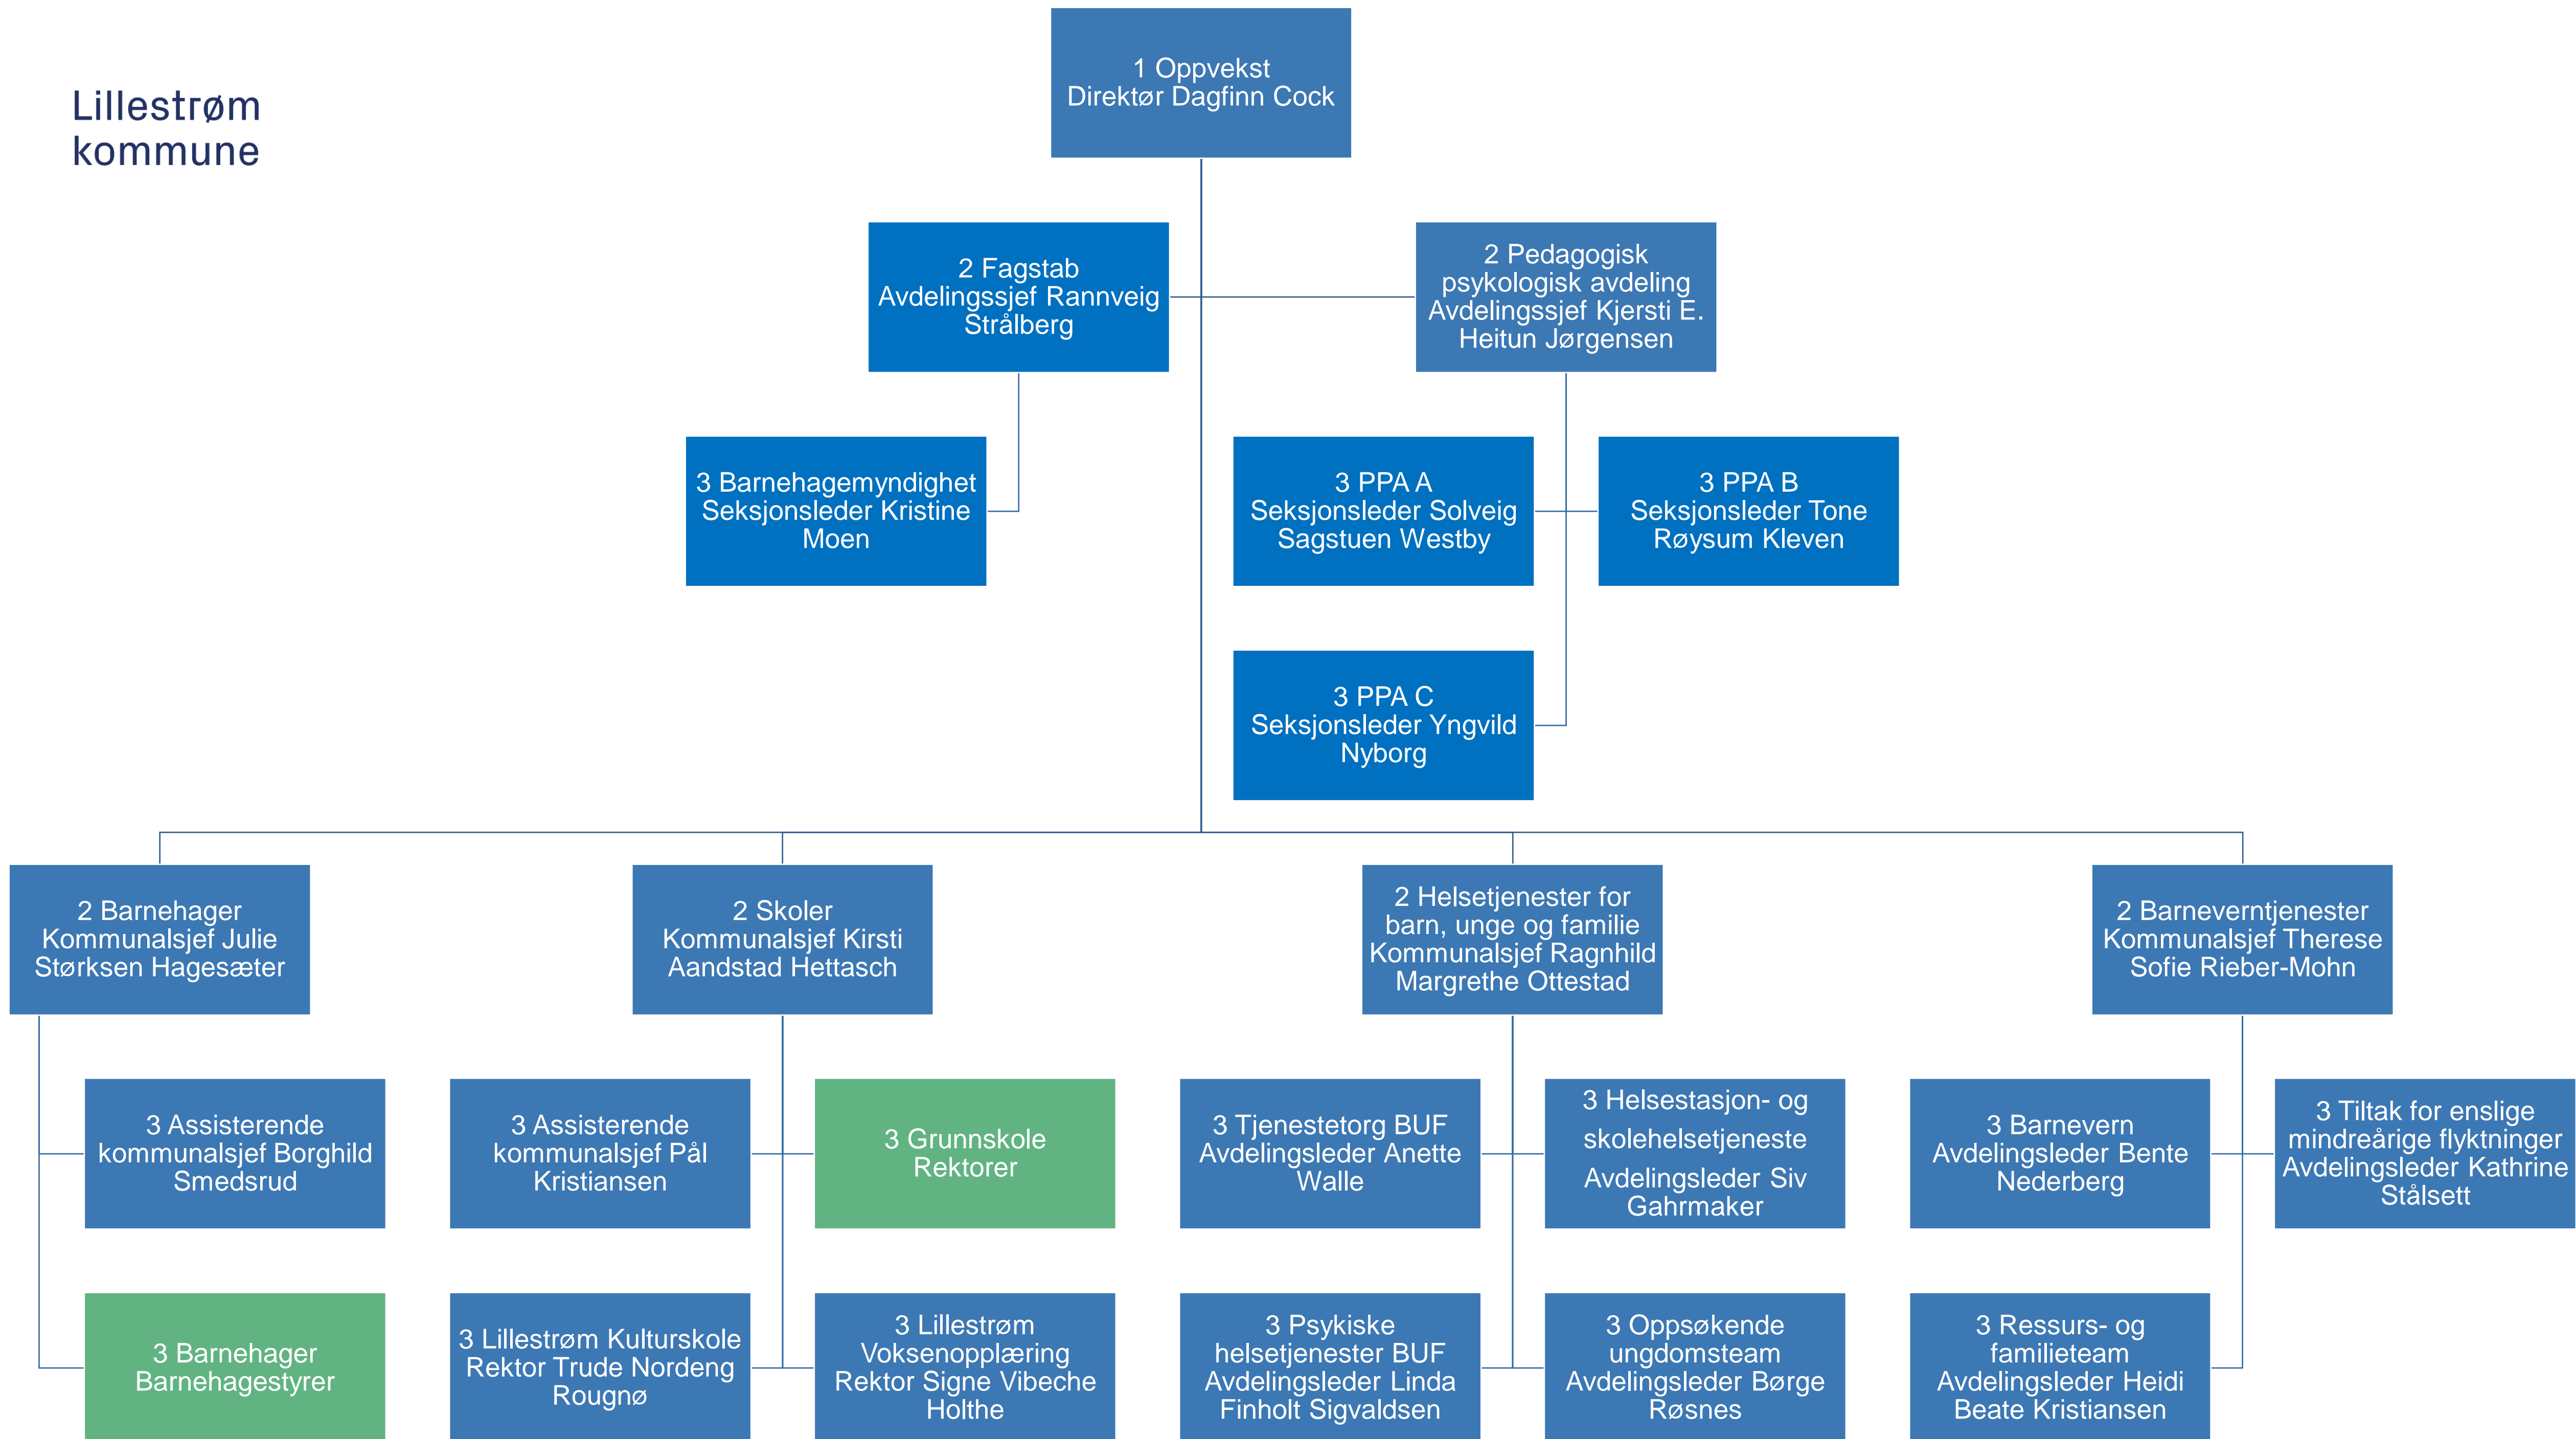 Lillestrøm
kommune
1 Oppvekst
Direktør Dagfinn Cock
2 Fagstab
Avdelingssjef Rannveig
Strålberg
2 Pedagogisk
psykologisk avdeling
Avdelingssjef Kjersti E.
Heitun Jørgensen
3 Barnehagemyndighet
Seksjonsleder Kristine
Moen
3 PPA A
Seksjonsleder Solveig
Sagstuen Westby
3 PPA B
Seksjonsleder Tone
Røysum Kleven
3 PPA C
Seksjonsleder Yngvild
Nyborg
2 Barnehager
Kommunalsjef Julie
Størksen Hagesæter
2 Skoler
Kommunalsjef Kirsti
Aandstad Hettasch
2 Helsetjenester for
barn, unge og familie
Kommunalsjef Ragnhild
Margrethe Ottestad
2 Barneverntjenester
Kommunalsjef Therese
Sofie Rieber-Mohn
3 Assisterende
kommunalsjef Borghild
Smedsrud
3 Assisterende
kommunalsjef Pål
Kristiansen
3 Grunnskole
Rektorer
3 Tjenestetorg BUF
Avdelingsleder Anette
Walle
3 Helsestasjon- og
skolehelsetjeneste
Avdelingsleder Siv
Gahrmaker
3 Barnevern
Avdelingsleder Bente
Nederberg
3 Tiltak for enslige
mindreårige flyktninger
Avdelingsleder Kathrine
Stålsett
3 Barnehager
Barnehagestyrer
3 Lillestrøm Kulturskole
Rektor Trude Nordeng
Rougnø
3 Lillestrøm
Voksenopplæring
Rektor Signe Vibeche
Holthe
3 Psykiske
helsetjenester BUF
Avdelingsleder Linda
Finholt Sigvaldsen
3 Oppsøkende
ungdomsteam
Avdelingsleder Børge
Røsnes
3 Ressurs- og
familieteam
Avdelingsleder Heidi
Beate Kristiansen